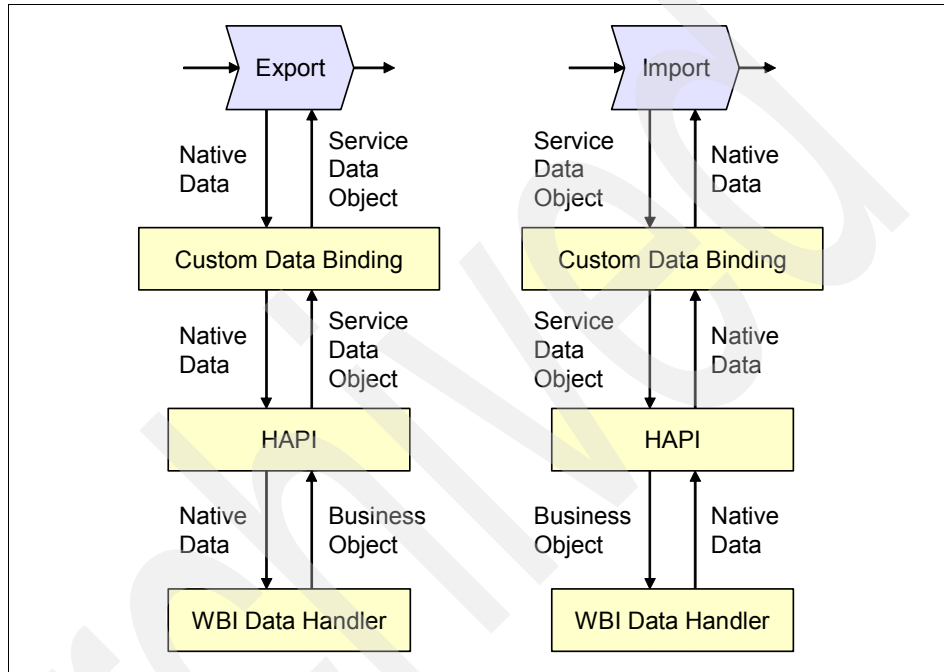 Export
Native
Data
Service
Data
Object
Custom Data Binding
Native
Data
Service
Data
Object
HAPI
Native
Data
Business
Object
WBI Data Handler
Import
Service
Data
Object
Native
Data
Custom Data Binding
Service
Data
Object
Native
Data
HAPI
Business
Object
Native
Data
WBI Data Handler